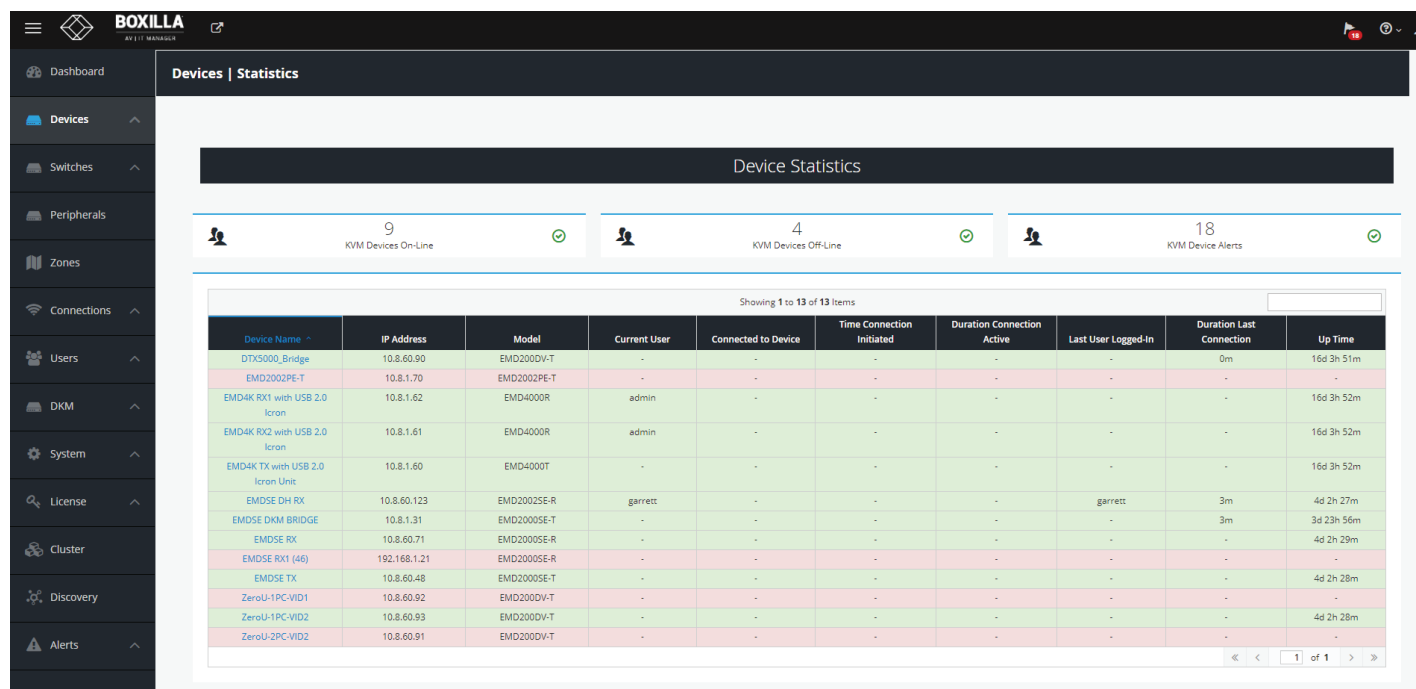 BOXILLA
AV | IT MANAGER
18
Dashboard
Devices
Switches
Peripherals
Zones
Connections
Users
DKM
System
License
Cluster
Discovery
Alerts
Devices | Statistics
Device Statistics
9
KVM Devices On-Line
4
KVM Devices Off-Line
18
KVM Device Alerts
Showing 1 to 13 of 13 Items
Device Name IP Address Model Current User Connected to Device Time Connection Initiated Duration Connection Active Last User Logged-In Duration Last Connection Up Time
DTX5000_Bridge 10.8.60.90 EMD200DV-T - - - - - 0m 16d 3h 51m
EMD2002PE-T 10.8.1.70 EMD2002PE-T - - - - - - -
EMD4K RX1 with USB 2.0 Icron 10.8.1.62 EMD4000R admin - - - - - 16d 3h 52m
EMD4K RX2 with USB 2.0 Icron 10.8.1.61 EMD4000R admin - - - - - 16d 3h 52m
EMD4K TX with USB 2.0 Icron Unit 10.8.1.60 EMD4000T - - - - - - 16d 3h 52m
EMDSE DH RX 10.8.60.123 EMD2002SE-R garrett - - - garrett 3m 4d 2h 27m
EMDSE DKM BRIDGE 10.8.1.31 EMD2000SE-T - - - - - 3m 3d 23h 56m
EMDSE RX 10.8.60.71 EMD2000SE-R - - - - - - 4d 2h 29m
EMDSE RX1 (46) 192.168.1.21 EMD2000SE-R - - - - - - -
EMDSE TX 10.8.60.48 EMD2000SE-T - - - - - - 4d 2h 28m
ZeroU-1PC-VID1 10.8.60.92 EMD200DV-T - - - - - - -
ZeroU-1PC-VID2 10.8.60.93 EMD200DV-T - - - - - - 4d 2h 28m
ZeroU-2PC-VID2 10.8.60.91 EMD200DV-T - - - - - - -
« < 1 of 1 > »